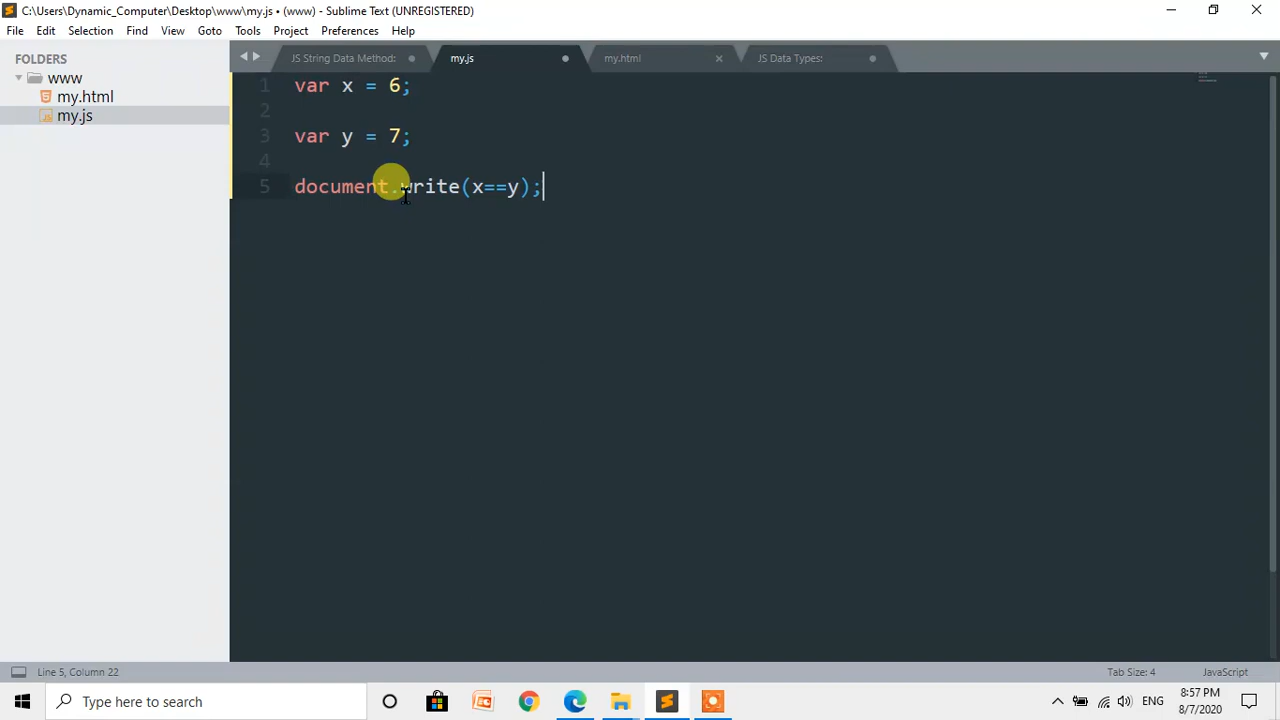 C:\Users\Dynamic_Computer\Desktop\www\my.js • (www) - Sublime Text (UNREGISTERED)
File Edit Selection Find View Goto Tools Project Preferences Help
FOLDERS
www
my.html
my.js
JS String Data Method: my.js my.html JS Data Types:
1 var x = 6;
2
3 var y = 7;
4
5 document.write(x==y);
Line 5, Column 22 Tab Size: 4 JavaScript
Type here to search
ENG
8:57 PM
8/7/2020